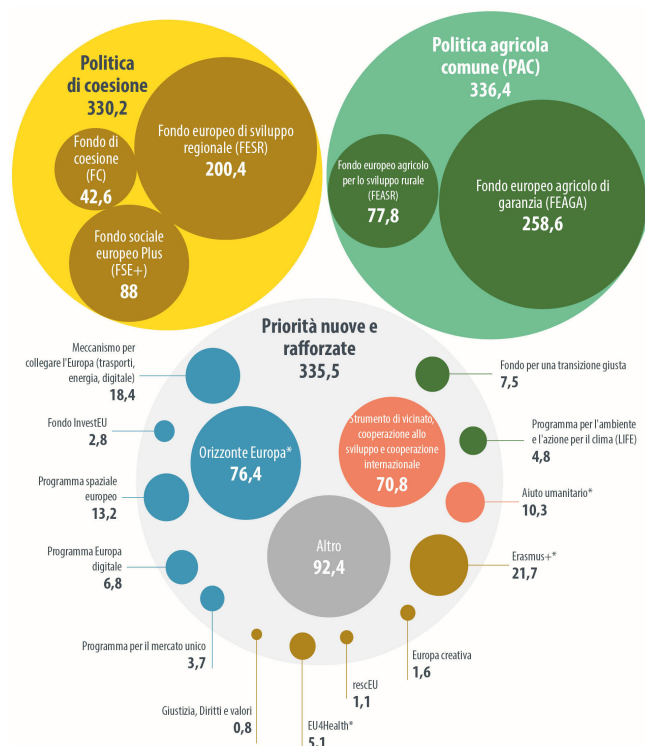 Politica
di coesione
330,2
Fondo europeo di sviluppo
regionale (FESR)
200,4
Fondo di
coesione
(FC)
42,6
Fondo sociale
europeo Plus
(FSE+)
88
Politica agricola
comune (PAC)
336,4
Fondo europeo agricolo
per lo sviluppo rurale
(FEASR)
77,8
Fondo europeo agricolo di
garanzia (FEAGA)
258,6
Priorità nuove e
rafforzate
335,5
Meccanismo per
collegare l'Europa (trasporti,
energia, digitale)
18,4
Fondo InvestEU
2,8
Programma spaziale
europeo
13,2
Programma Europa
digitale
6,8
Programma per il mercato unico
3,7
Giustizia, Diritti e valori
0,8
EU4Health*
5,1
rescEU
1,1
Europa creativa
1,6
Erasmus+*
21,7
Aiuto umanitario*
10,3
Programma per l'ambiente
e l'azione per il clima (LIFE)
4,8
Fondo per una transizione giusta
7,5
Orizzonte Europa*
76,4
Strumento di vicinato,
cooperazione allo
sviluppo e cooperazione
internazionale
70,8
Altro
92,4